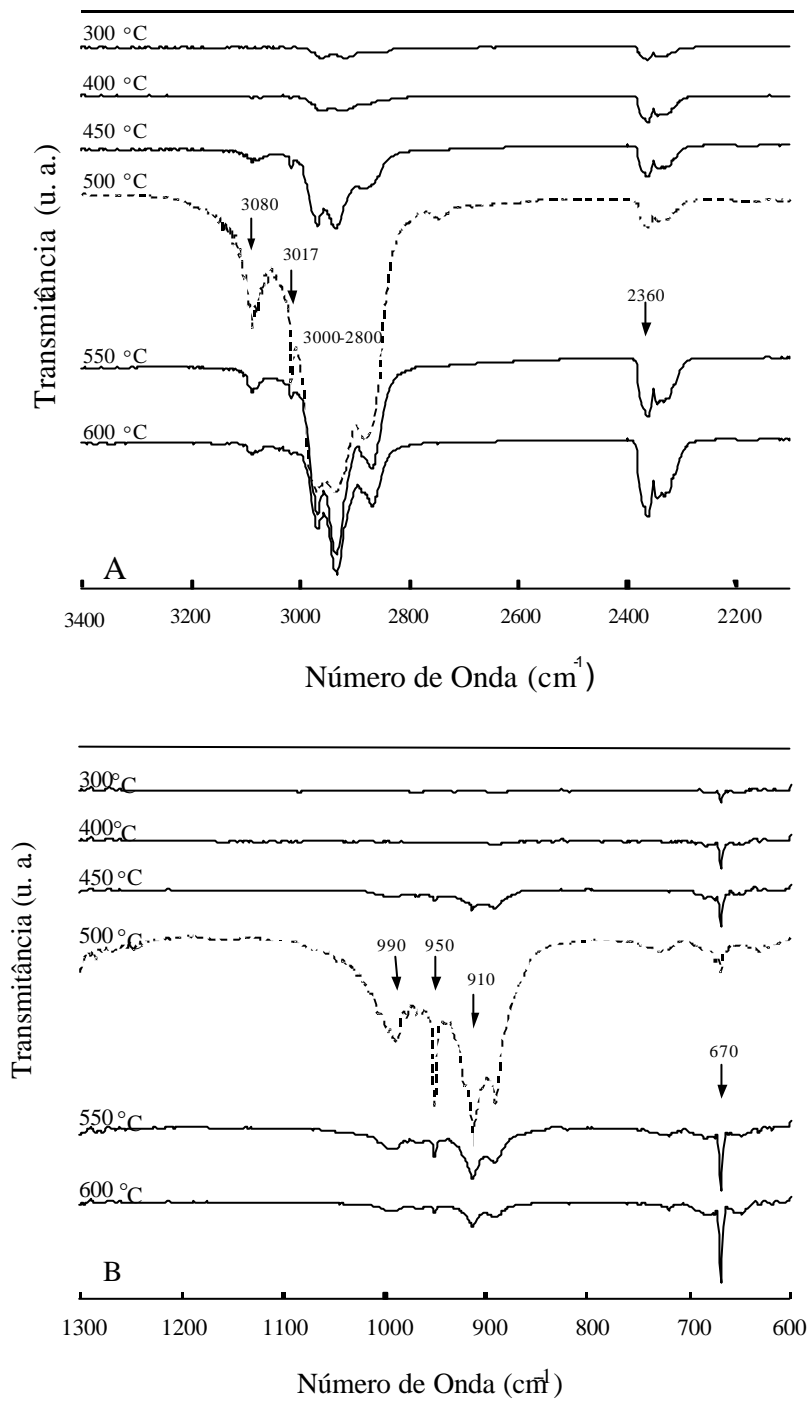 300 °C
400 °C
450 °C
500 °C
3080
3017
3000-2800
2360
550 °C
600 °C
A
3400 3200 3000 2800 2600 2400 2200
Número de Onda (cm-1)
Transmitância (u. a.)
300°C
400°C
450°C
500°C
990 950 910
670
550 °C
600 °C
B
1300 1200 1100 1000 900 800 700 600
Número de Onda (cm-1)
Transmitância (u. a.)